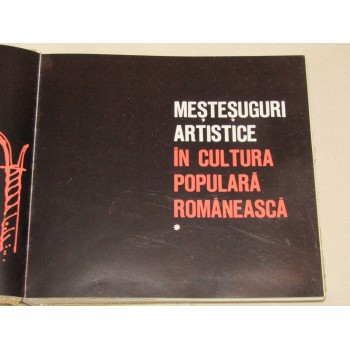 MEȘTEȘUGURI
ARTISTICE
ÎN CULTURA
POPULARĂ
ROMÂNEASCĂ
*